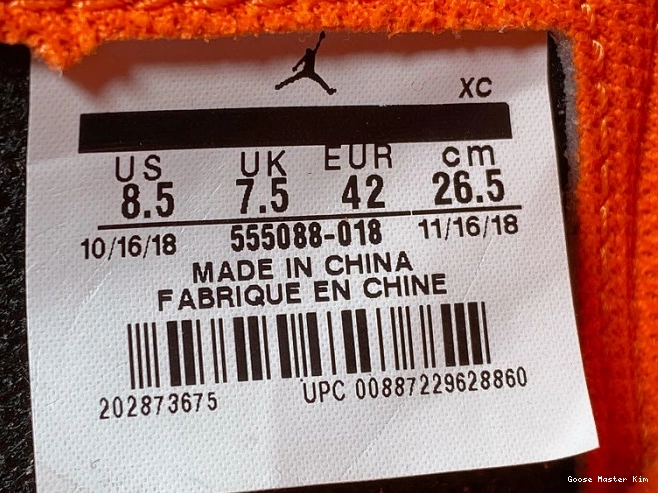 XC
US UK EUR cm
8.5 7.5 42 26.5
10/16/18 555088-018 11/16/18
MADE IN CHINA
FABRIQUE EN CHINE
202873675 UPC 00887229628860
Goose Master Kim